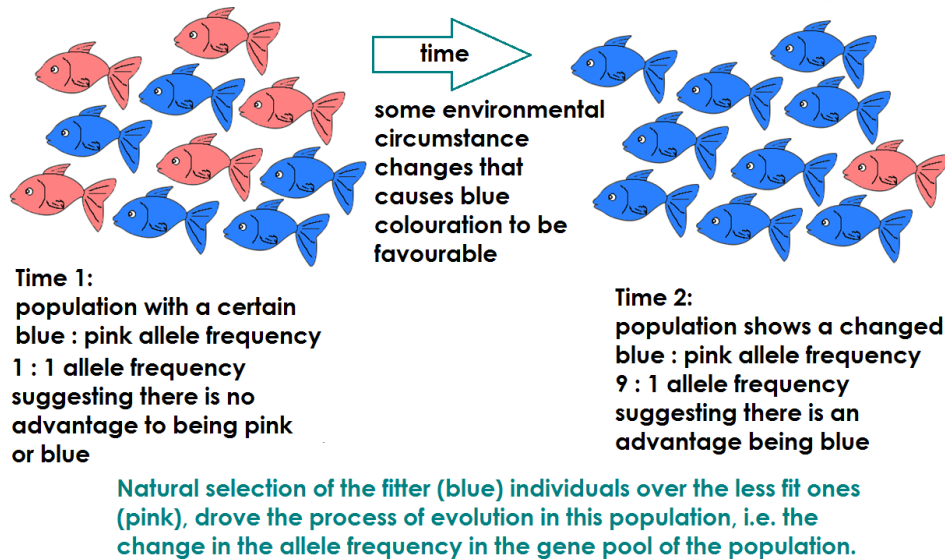 time
some environmental
circumstance
changes that
causes blue
colouration to be
favourable
Time 1:
population with a certain
blue : pink allele frequency
1 : 1 allele frequency
suggesting there is no
advantage to being pink
or blue
Time 2:
population shows a changed
blue : pink allele frequency
9 : 1 allele frequency
suggesting there is an
advantage being blue
Natural selection of the fitter (blue) individuals over the less fit ones
(pink), drove the process of evolution in this population, i.e. the
change in the allele frequency in the gene pool of the population.